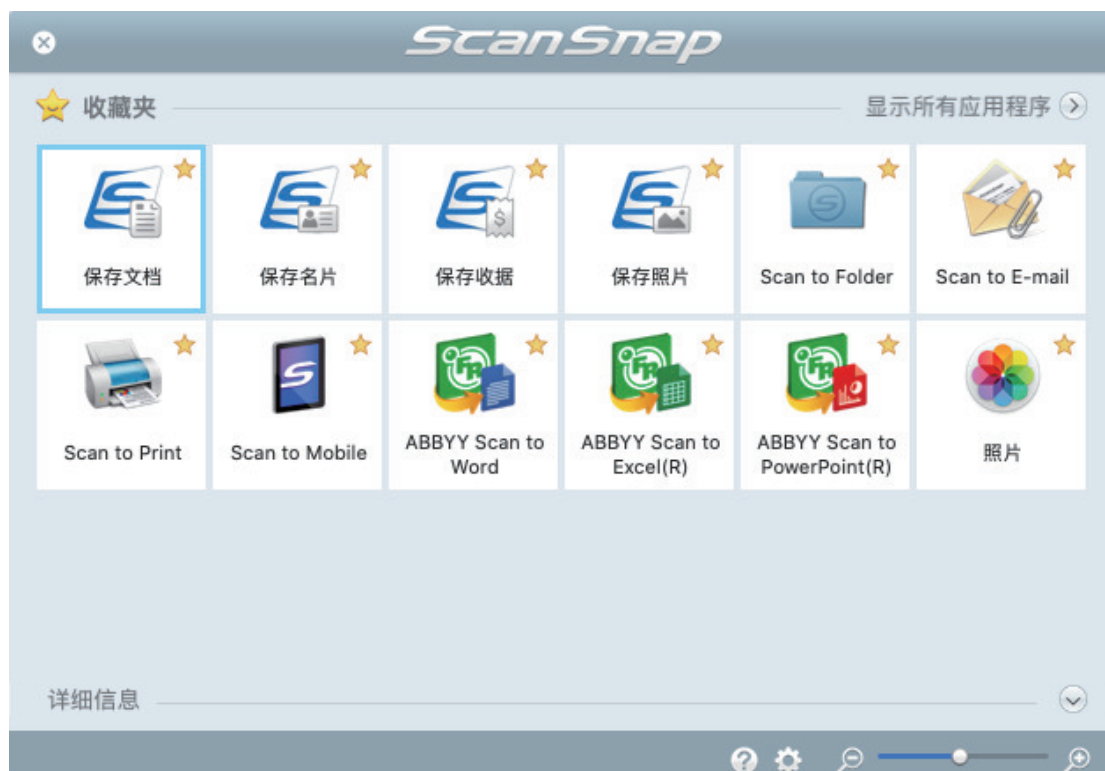 ScanSnap
收藏夹
显示所有应用程序
保存文档
保存名片
保存收据
保存照片
Scan to Folder
Scan to E-mail
Scan to Print
Scan to Mobile
ABBYY Scan to
Word
ABBYY Scan to
Excel(R)
ABBYY Scan to
PowerPoint(R)
照片
详细信息